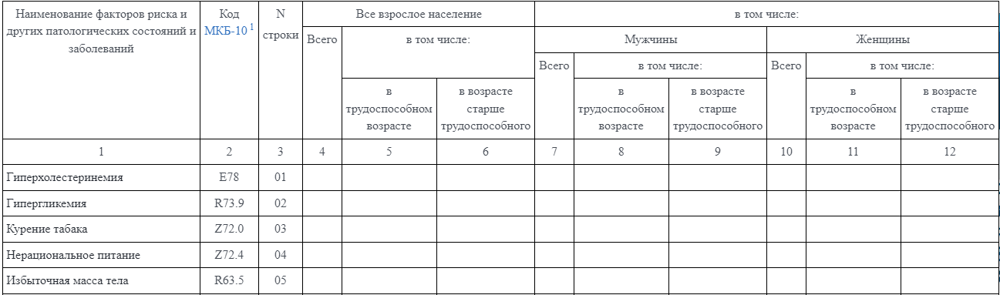 Наименование факторов риска и
других патологических состояний и
заболеваний
Код
МКБ-10 1
N
строки
Все взрослое население
в том числе:
Всего
в том числе:
Мужчины
Женщины
Всего
в том числе:
Всего
в том числе:
в
трудоспособном
возрасте
в возрасте
старше
трудоспособного
в
трудоспособном
возрасте
в возрасте
старше
трудоспособного
в
трудоспособном
возрасте
в возрасте
старше
трудоспособного
1 2 3 4 5 6 7 8 9 10 11 12
Гиперхолестеринемия E78 01
Гипергликемия R73.9 02
Курение табака Z72.0 03
Нерациональное питание Z72.4 04
Избыточная масса тела R63.5 05